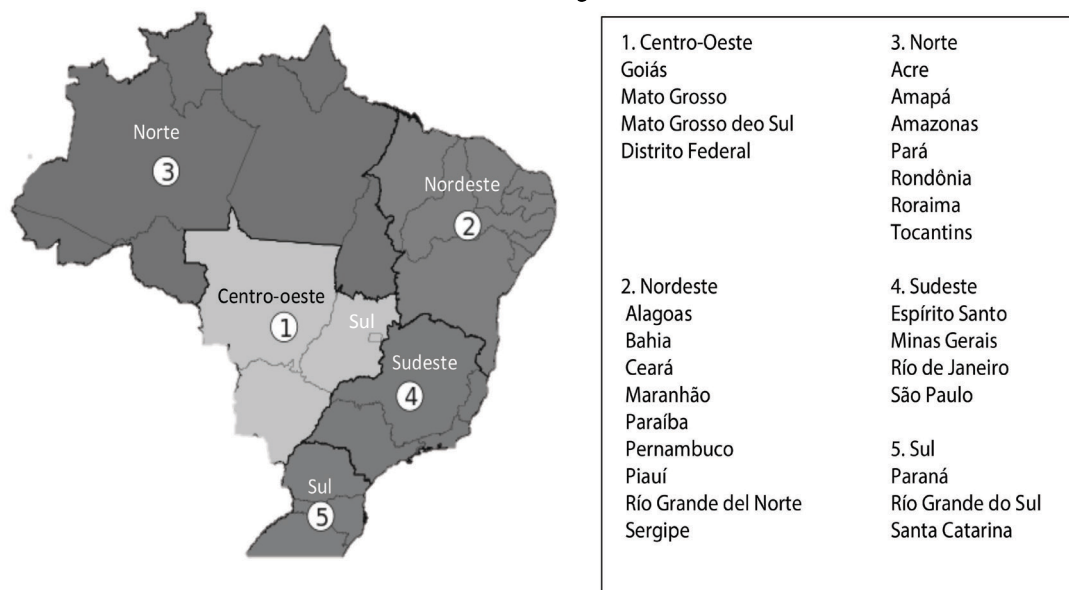 Norte
3
Nordeste
2
Centro-oeste
1
Sul
Sudeste
4
Sul
5
1. Centro-Oeste
Goiás
Mato Grosso
Mato Grosso deo Sul
Distrito Federal
3. Norte
Acre
Amapá
Amazonas
Pará
Rondônia
Roraima
Tocantins
2. Nordeste
Alagoas
Bahia
Ceará
Maranhão
Paraíba
Pernambuco
Piauí
Río Grande del Norte
Sergipe
4. Sudeste
Espírito Santo
Minas Gerais
Río de Janeiro
São Paulo
5. Sul
Paraná
Río Grande do Sul
Santa Catarina